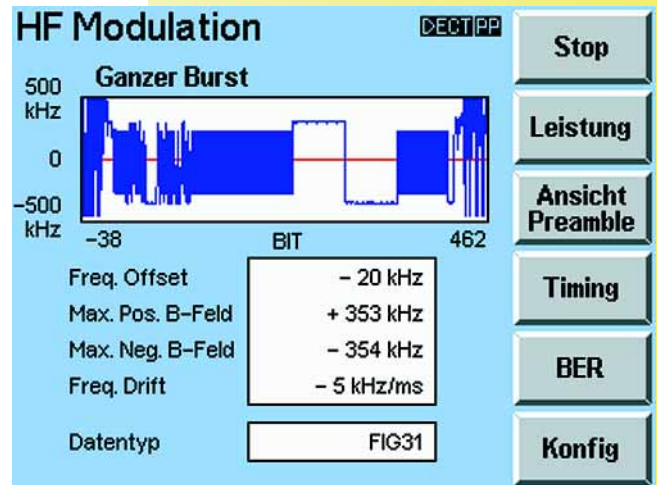 HF Modulation
DECT PP
Ganzer Burst
500
kHz
0
–500
kHz
–38
BIT
462
Freq. Offset – 20 kHz
Max. Pos. B–Feld + 353 kHz
Max. Neg. B–Feld – 354 kHz
Freq. Drift – 5 kHz/ms
Datentyp FIG31
Stop
Leistung
Ansicht
Preamble
Timing
BER
Konfig